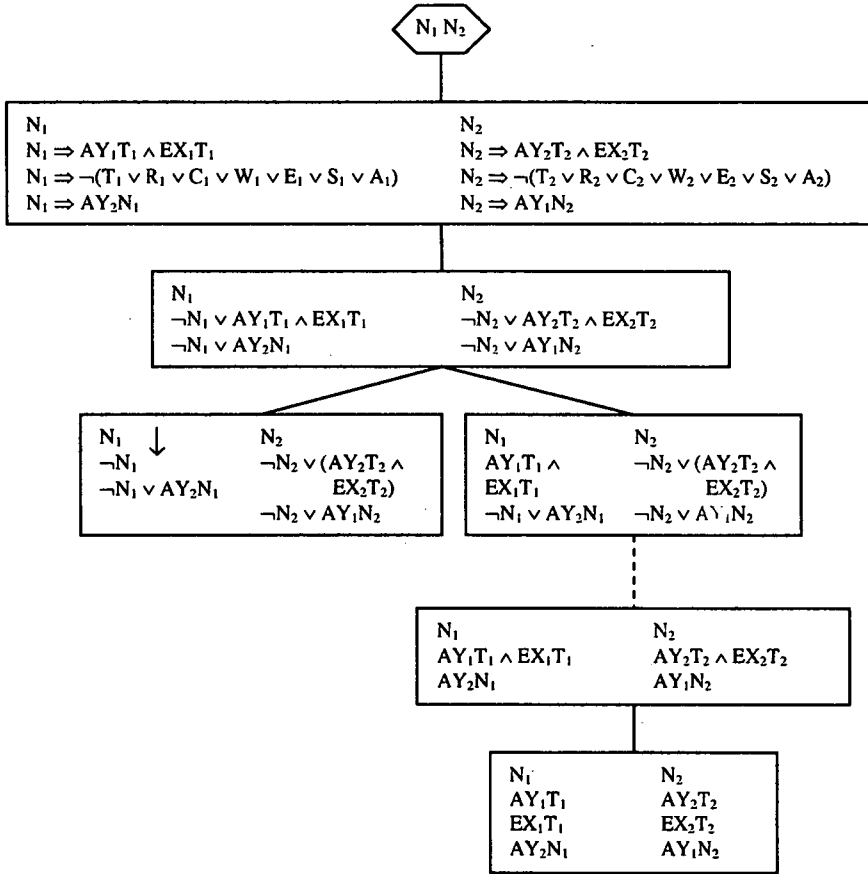 N₁ N₂
N₁ N₂
N₁ ⇒ AY₁T₁ ∧ EX₁T₁ N₂ ⇒ AY₂T₂ ∧ EX₂T₂
N₁ ⇒ ¬(T₁ ∨ R₁ ∨ C₁ ∨ W₁ ∨ E₁ ∨ S₁ ∨ A₁) N₂ ⇒ ¬(T₂ ∨ R₂ ∨ C₂ ∨ W₂ ∨ E₂ ∨ S₂ ∨ A₂)
N₁ ⇒ AY₂N₁ N₂ ⇒ AY₁N₂
N₁ N₂
¬N₁ ∨ AY₁T₁ ∧ EX₁T₁ ¬N₂ ∨ AY₂T₂ ∧ EX₂T₂
¬N₁ ∨ AY₂N₁ ¬N₂ ∨ AY₁N₂
N₁ ↓ N₂
¬N₁ ¬N₂ ∨ (AY₂T₂ ∧
¬N₁ ∨ AY₂N₁ EX₂T₂)
¬N₂ ∨ AY₁N₂
N₁ N₂
AY₁T₁ ∧ ¬N₂ ∨ (AY₂T₂ ∧
EX₁T₁ EX₂T₂)
¬N₁ ∨ AY₂N₁ ¬N₂ ∨ AY₁N₂
N₁ N₂
AY₁T₁ ∧ EX₁T₁ AY₂T₂ ∧ EX₂T₂
AY₂N₁ AY₁N₂
N₁ N₂
AY₁T₁ AY₂T₂
EX₁T₁ EX₂T₂
AY₂N₁ AY₁N₂